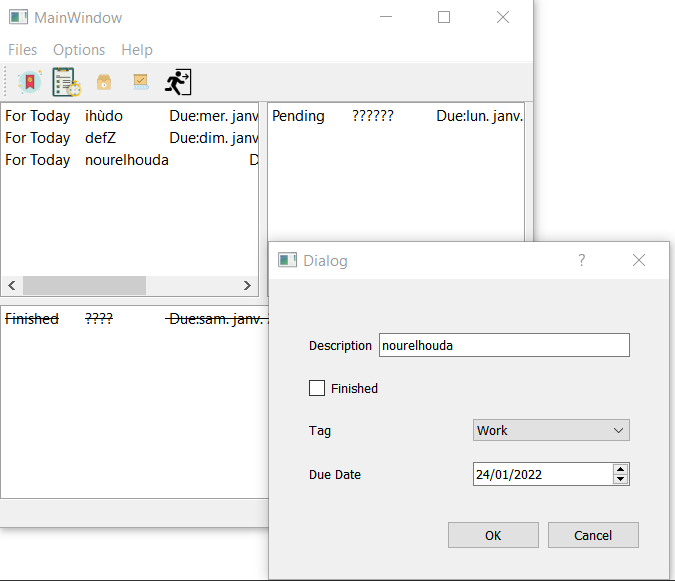 MainWindow
Files Options Help
For Today ihùdo Due:mer. janv
For Today defZ Due:dim. janv
For Today nourelhouda D
Pending ?????? Due:lun. janv.
Finished ???? Due:sam. janv.
Dialog ?
Description nourelhouda
Finished
Tag Work
Due Date 24/01/2022
OK Cancel